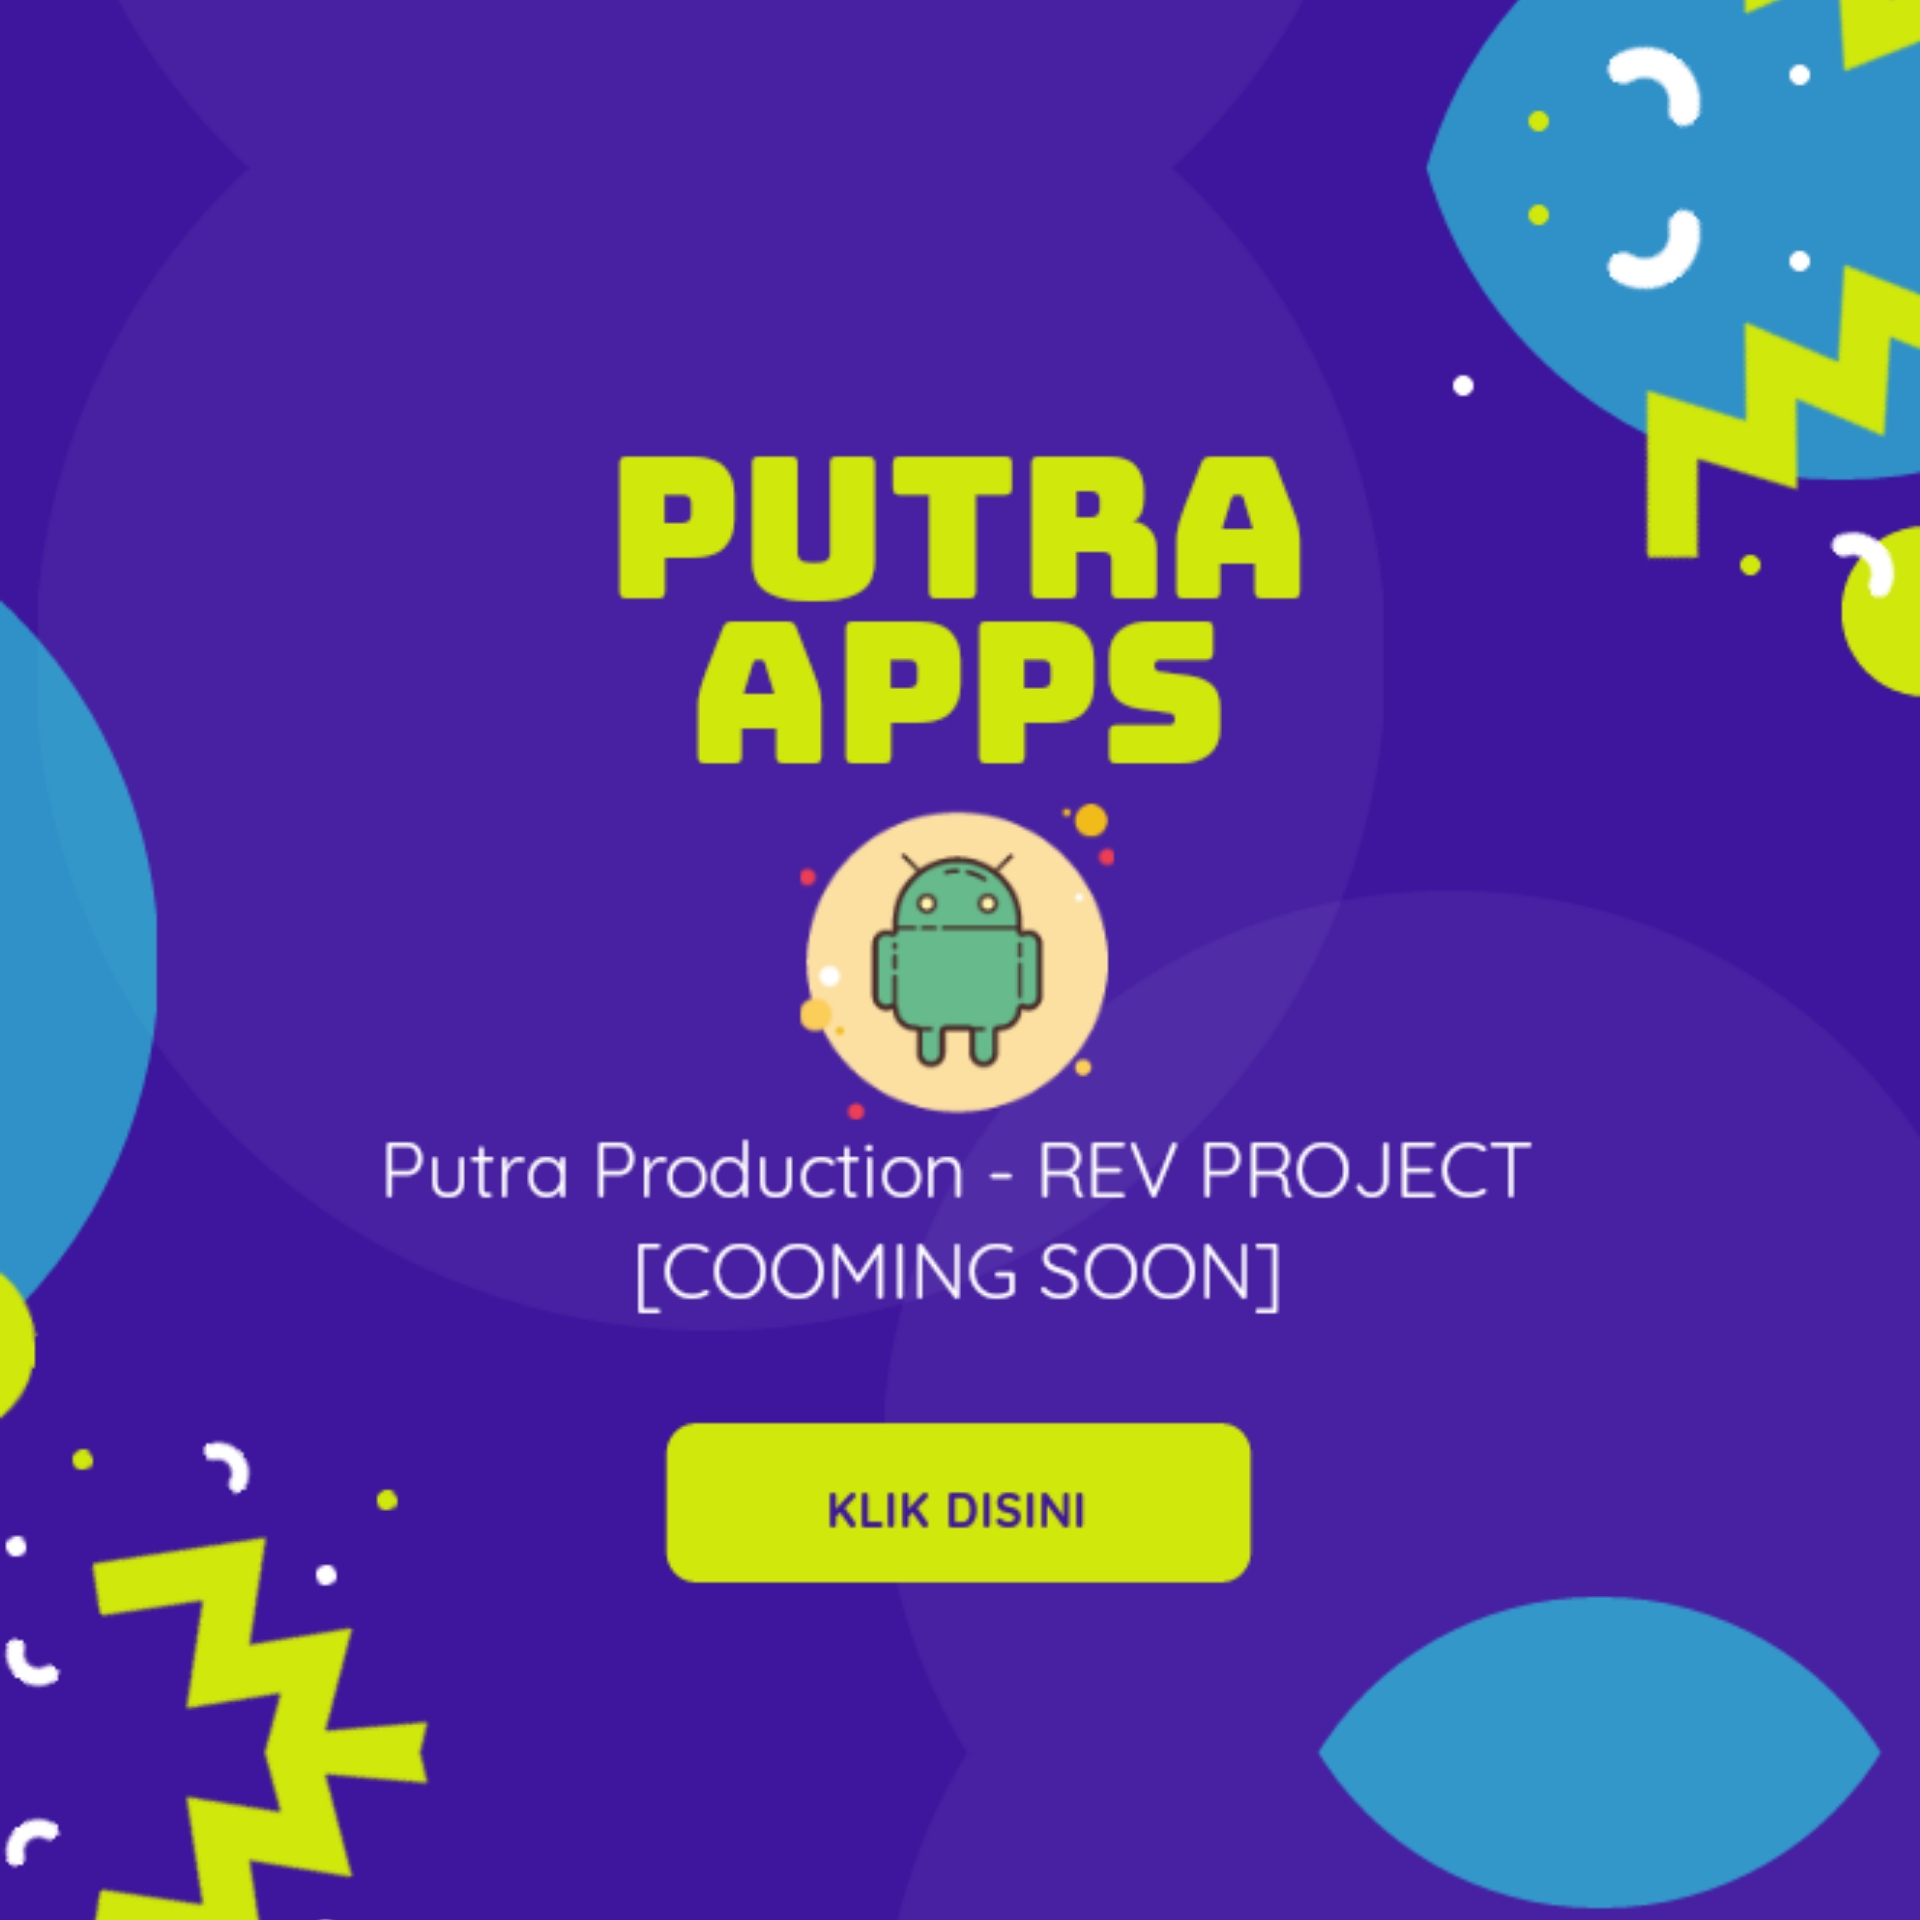 PUTRA
APPS
Putra Production - REV PROJECT
[COOMING SOON]
KLIK DISINI